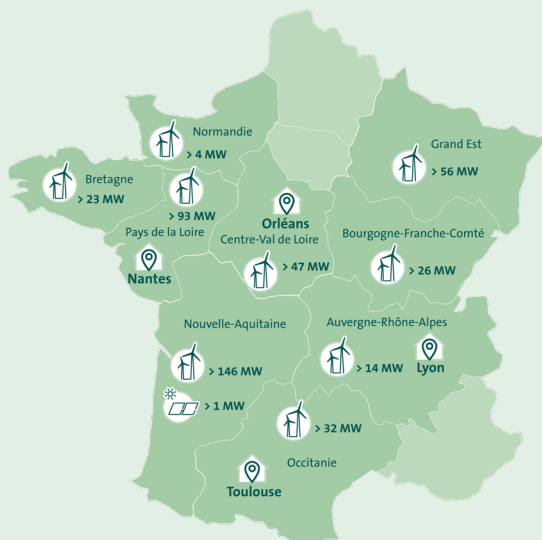 Normandie
> 4 MW
Grand Est
> 56 MW
Bretagne
> 23 MW
> 93 MW
Pays de la Loire
Nantes
Orléans
Centre-Val de Loire
> 47 MW
Bourgogne-Franche-Comté
> 26 MW
Nouvelle-Aquitaine
> 146 MW
> 1 MW
Auvergne-Rhône-Alpes
> 14 MW
Lyon
> 32 MW
Occitanie
Toulouse